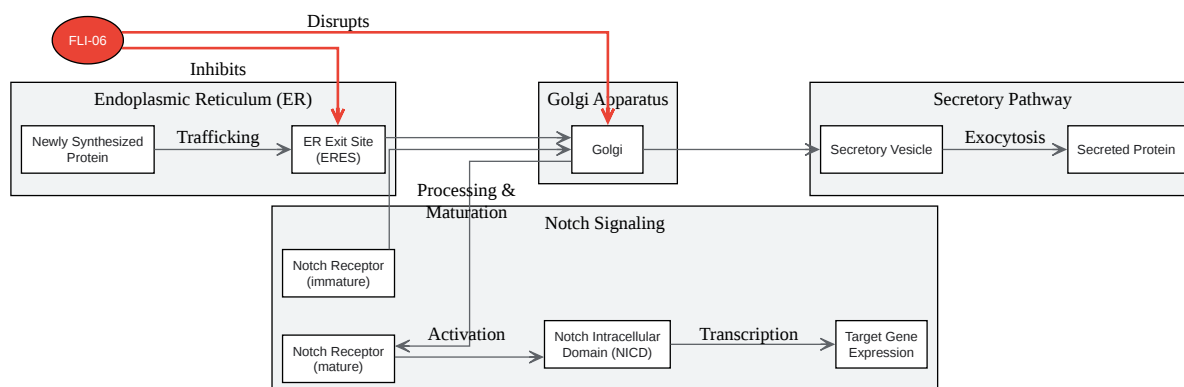 Disrupts
FLI-06
Inhibits
Endoplasmic Reticulum (ER)
Golgi Apparatus
Secretory Pathway
Newly Synthesized
Protein
Trafficking
ER Exit Site
(ERES)
Golgi
Secretory Vesicle
Exocytosis
Secreted Protein
Processing &
Maturation
Notch Signaling
Notch Receptor
(immature)
Notch Receptor
(mature)
Activation
Notch Intracellular
Domain (NICD)
Transcription
Target Gene
Expression